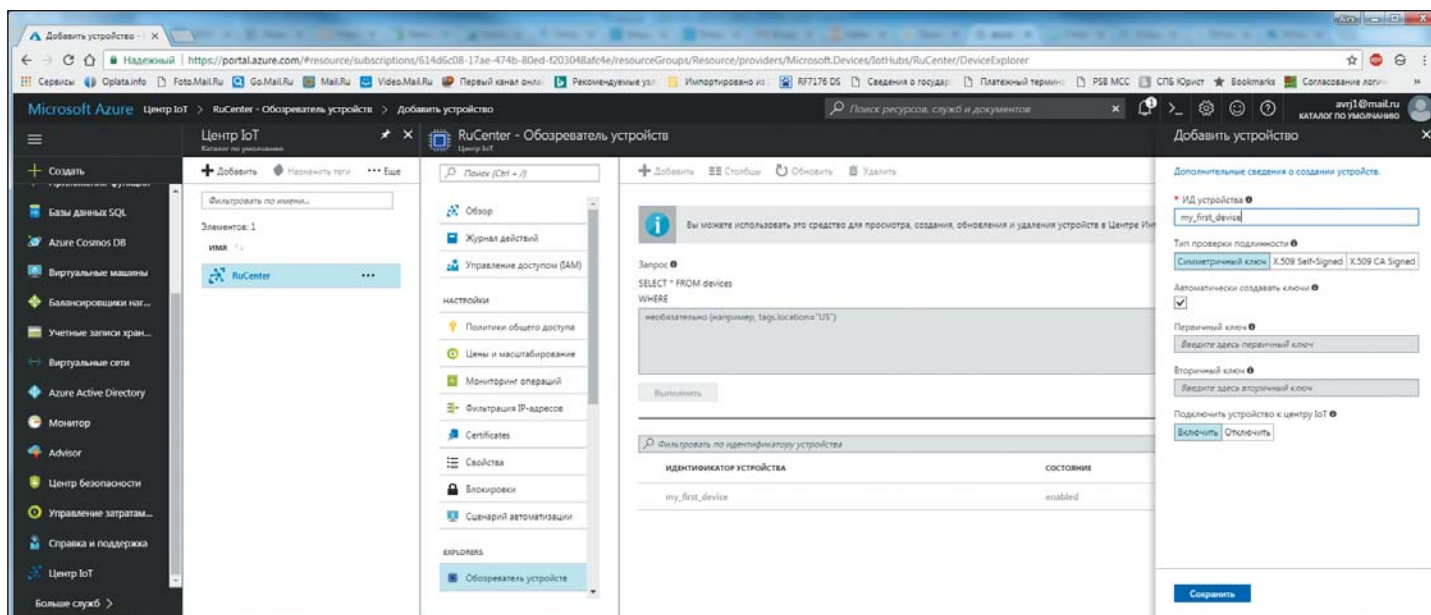 Добавить устройство -
Надежный | https://portal.azure.com/#resource/subscriptions/614d6c08-17ae-474b-80ed-f203048afc4e/resourceGroups/Resource/providers/Microsoft.Devices/IotHubs/RuCenter/DeviceExplorer
Сервисы Oplata.info Foto.Mail.Ru Go.Mail.Ru Mail.Ru Video.Mail.Ru Первый канал онла Рекомендуемые узл Импортировано из RF7176 DS Сведения о государ Платежный термин PSB MCC СПБ Юрист Bookmarks Согласование логи »
Microsoft Azure Центр IoT > RuCenter - Обозреватель устройств > Добавить устройство
Поиск ресурсов, служб и документов
1
avrj1@mail.ru
КАТАЛОГ ПО УМОЛЧАНИЮ
Создать
Базы данных SQL
Azure Cosmos DB
Виртуальные машины
Балансировщики наг...
Учетные записи хран...
Виртуальные сети
Azure Active Directory
Монитор
Advisor
Центр безопасности
Управление затратам...
Справка и поддержка
Центр IoT
Больше служб >
Центр IoT
Каталог по умолчанию
Добавить Назначить теги ••• Еще
Фильтровать по имени...
Элементов: 1
ИМЯ
RuCenter •••
RuCenter - Обозреватель устройств
Центр IoT
Поиск (Ctrl + /)
Обзор
Журнал действий
Управление доступом (IAM)
НАСТРОЙКИ
Политики общего доступа
Цены и масштабирование
Мониторинг операций
Фильтрация IP-адресов
Certificates
Свойства
Блокировки
Сценарий автоматизации
EXPLORERS
Обозреватель устройств
Добавить Столбцы Обновить Удалить
Вы можете использовать это средство для просмотра, создания, обновления и удаления устройств в Центре Ин
Запрос
SELECT * FROM devices
WHERE
необязательно (например, tags.location="US")
Выполнить
Фильтровать по идентификатору устройства
ИДЕНТИФИКАТОР УСТРОЙСТВА СОСТОЯНИЕ
my_first_device enabled
Добавить устройство
Дополнительные сведения о создании устройств.
* ИД устройства
my_first_device
Тип проверки подлинности
Симметричный ключ X.509 Self-Signed X.509 CA Signed
Автоматически создавать ключи
Первичный ключ
Введите здесь первичный ключ
Вторичный ключ
Введите здесь вторичный ключ
Подключить устройство к центру IoT
Включить Отключить
Сохранить